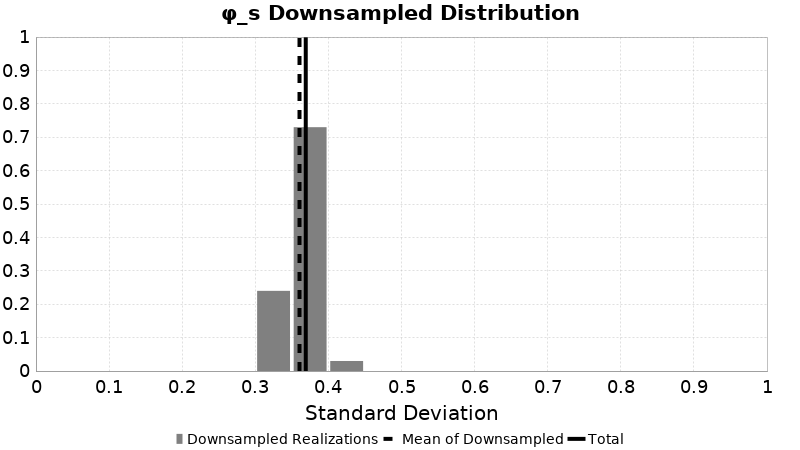 φ_s Downsampled Distribution
1
0.9
0.8
0.7
0.6
0.5
0.4
0.3
0.2
0.1
0
0 0.1 0.2 0.3 0.4 0.5 0.6 0.7 0.8 0.9 1
Standard Deviation
Downsampled Realizations Mean of Downsampled Total